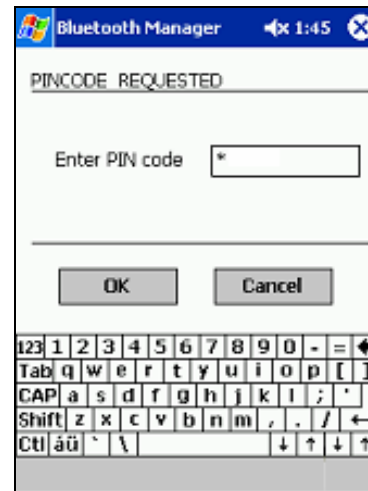 Bluetooth Manager 1:45
PINCODE REQUESTED
Enter PIN code *
OK Cancel
123 1 2 3 4 5 6 7 8 9 0 - = 
Tab q w e r t y u i o p [ ]
CAP a s d f g h j k l ; '
Shift z x c v b n m , . / ←
Ctl áü ` \ ↓ ↑ ↓ ↑